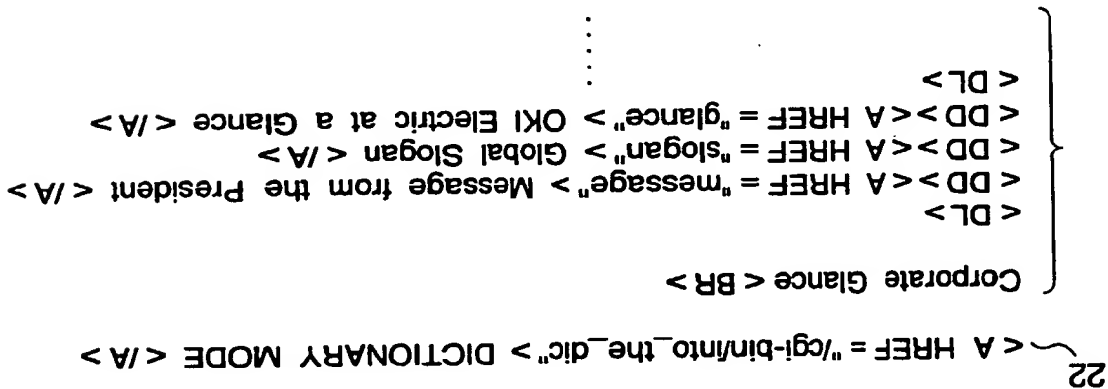 22
< A HREF = "/cgi-bin/into_the_dic" > DICTIONARY MODE < /A >
Corporate Glance < BR >
< DL >
< DD >< A HREF = "message" > Message from the President < /A >
< DD >< A HREF = "slogan" > Global Slogan < /A >
< DD >< A HREF = "glance" > OKI Electric at a Glance < /A >
< DL >
......